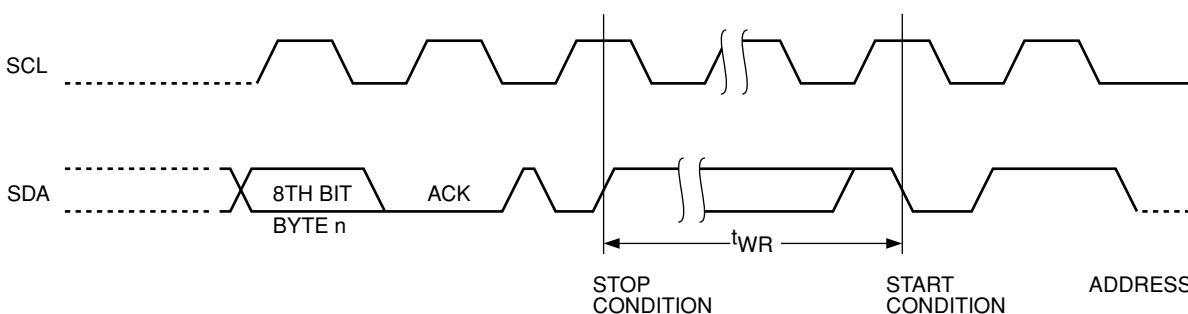 SCL
SDA
8TH BIT
ACK
BYTE n
tWR
STOP
CONDITION
START
CONDITION
ADDRESS